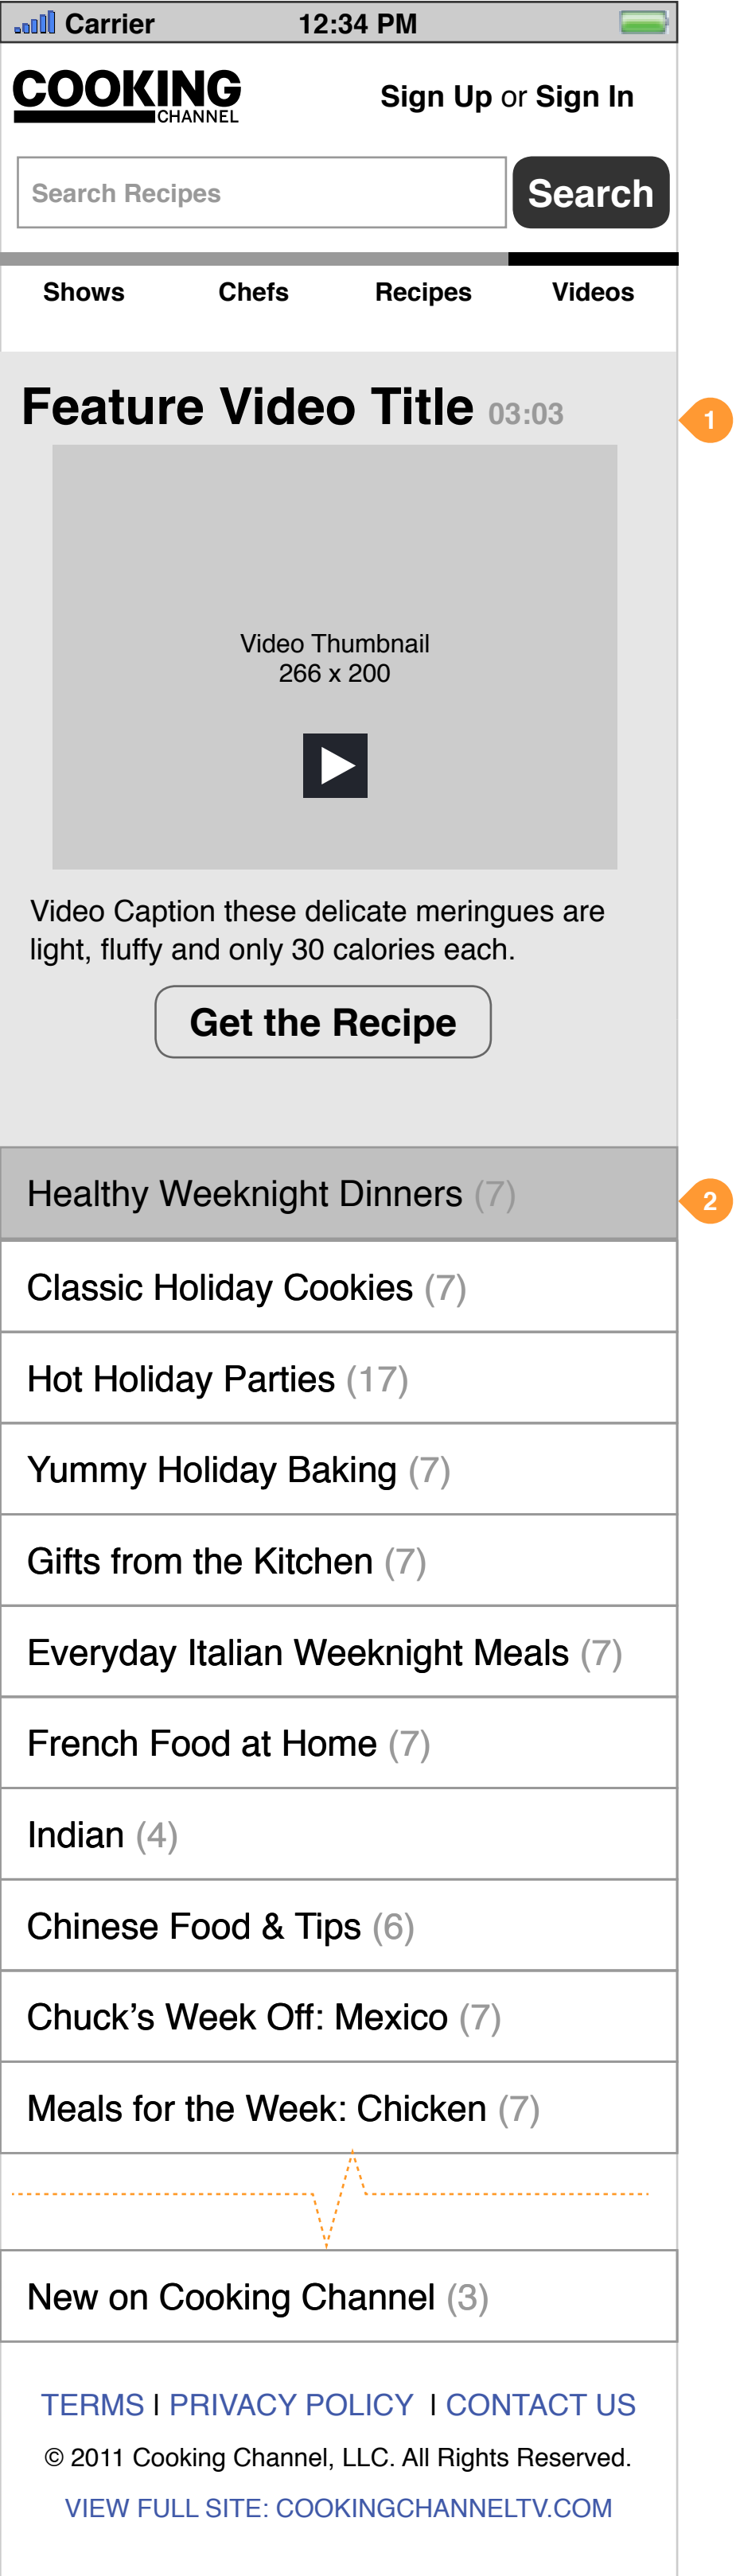 Carrier 12:34 PM
COOKING
CHANNEL
Sign Up or Sign In
Search Recipes
Search
Shows Chefs Recipes Videos
Feature Video Title 03:03
1
Video Thumbnail
266 x 200
Video Caption these delicate meringues are
light, fluffy and only 30 calories each.
Get the Recipe
Healthy Weeknight Dinners (7)
2
Classic Holiday Cookies (7)
Hot Holiday Parties (17)
Yummy Holiday Baking (7)
Gifts from the Kitchen (7)
Everyday Italian Weeknight Meals (7)
French Food at Home (7)
Indian (4)
Chinese Food & Tips (6)
Chuck’s Week Off: Mexico (7)
Meals for the Week: Chicken (7)
New on Cooking Channel (3)
TERMS | PRIVACY POLICY | CONTACT US
© 2011 Cooking Channel, LLC. All Rights Reserved.
VIEW FULL SITE: COOKINGCHANNELTV.COM